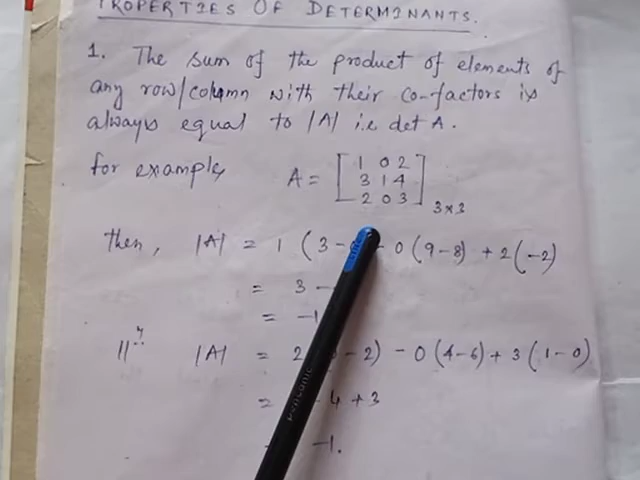 PROPERTIES OF DETERMINANTS.
1. The sum of the product of elements of
any row/column with their co-factors is
always equal to |A| i.e det A.
for example, A = [ 1 0 2
3 1 4
2 0 3 ] 3×3
then, |A| = 1 (3- - 0 (9-8) + 2(-2)
= 3 -
= -1
||ly |A| = 2 - 2) - 0 (4-6) + 3 (1-0)
= 4 + 3
-1.